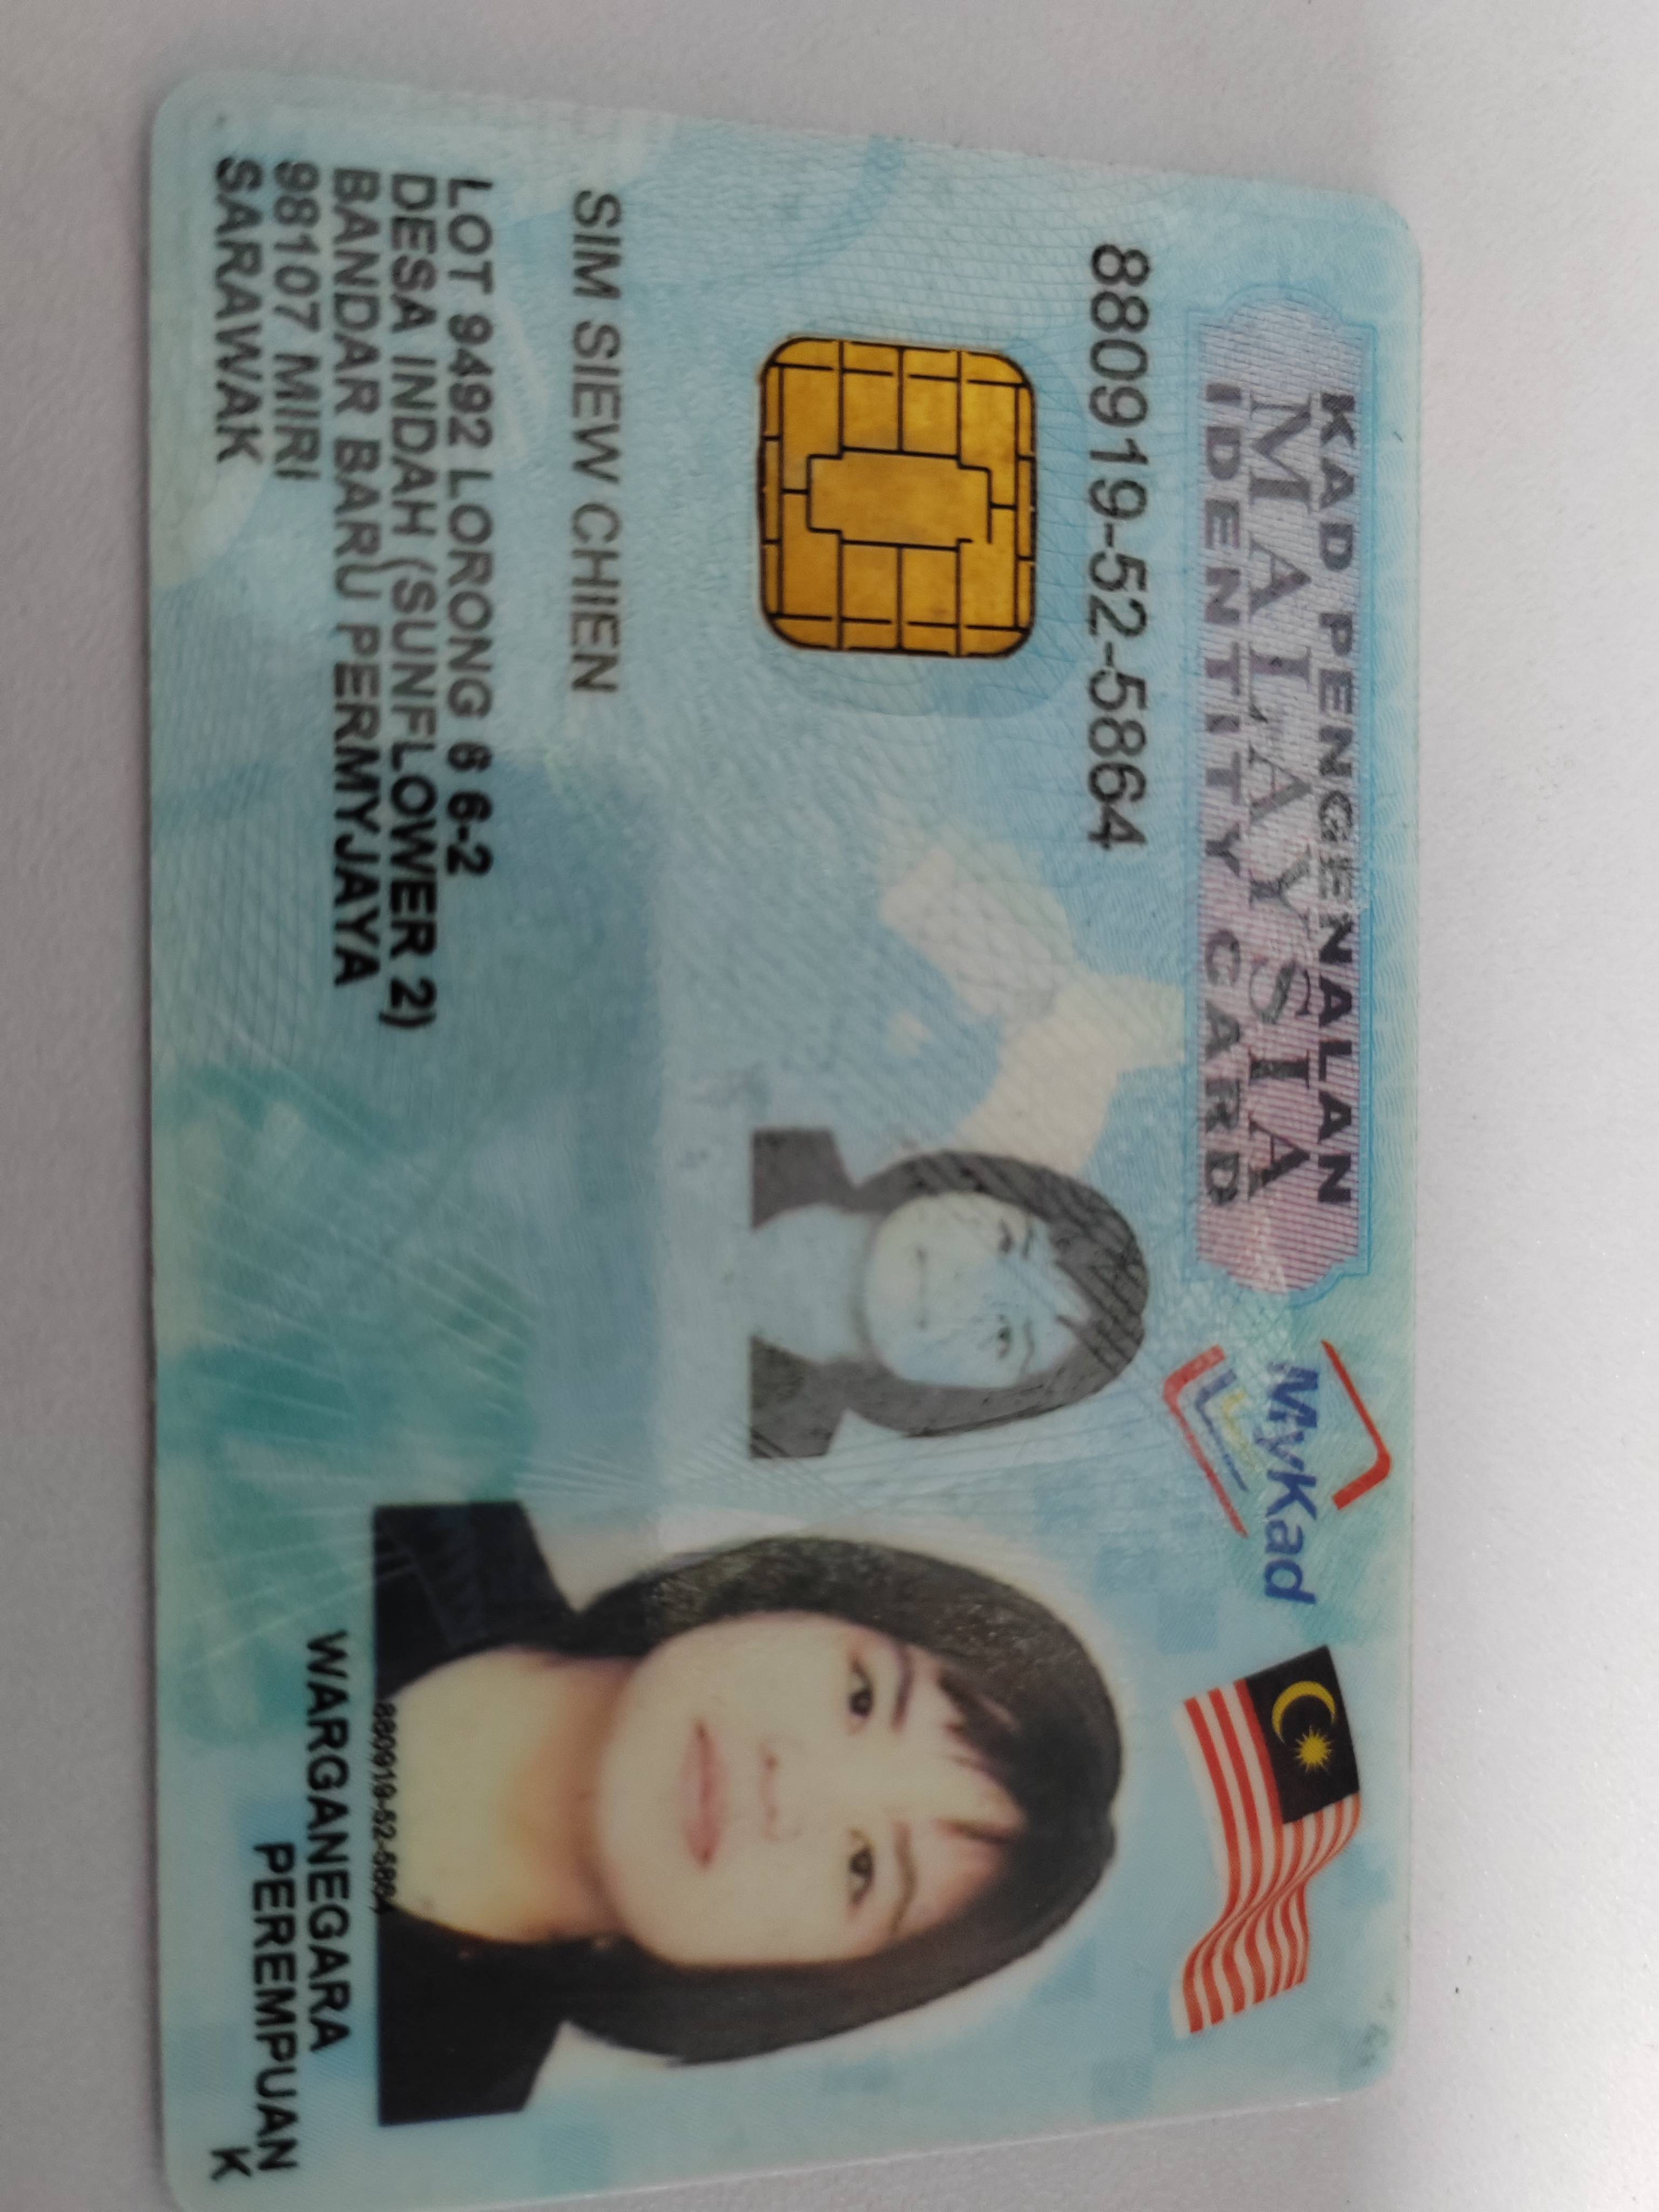 KAD PENGENALAN
MALAYSIA
IDENTITY CARD
MyKad
880919-52-5864
SIM SIEW CHIEN
LOT 9492 LORONG 6 6-2
DESA INDAH (SUNFLOWER 2)
BANDAR BARU PERMYJAYA
98107 MIRI
SARAWAK
880919-52-5864
WARGANEGARA
PEREMPUAN
K